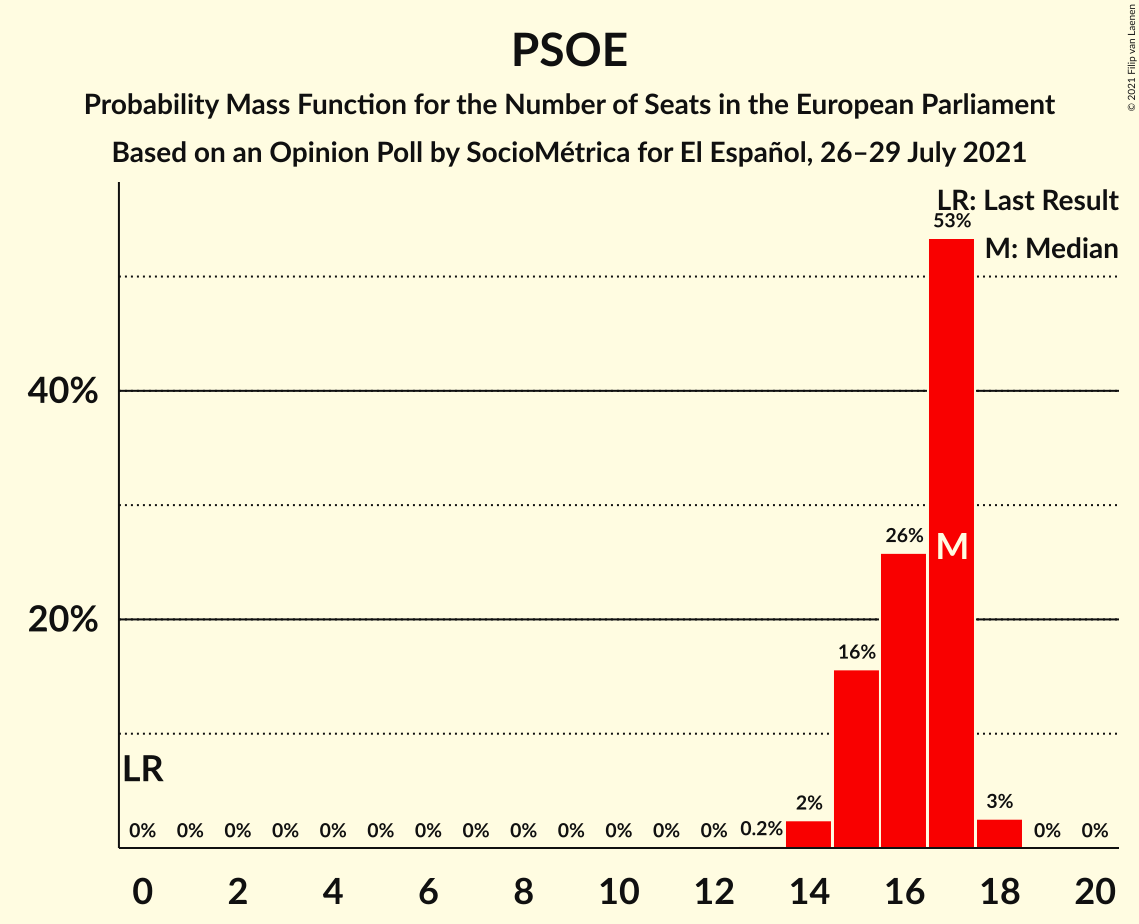 PSOE
Probability Mass Function for the Number of Seats in the European Parliament
Based on an Opinion Poll by SocioMétrica for El Español, 26–29 July 2021
© 2021 Filip van Laenen
LR: Last Result
M: Median
53%
40%
26%
M
20%
16%
LR
0% 0% 0% 0% 0% 0% 0% 0% 0% 0% 0% 0% 0% 0.2% 2% 3% 0% 0%
0 2 4 6 8 10 12 14 16 18 20